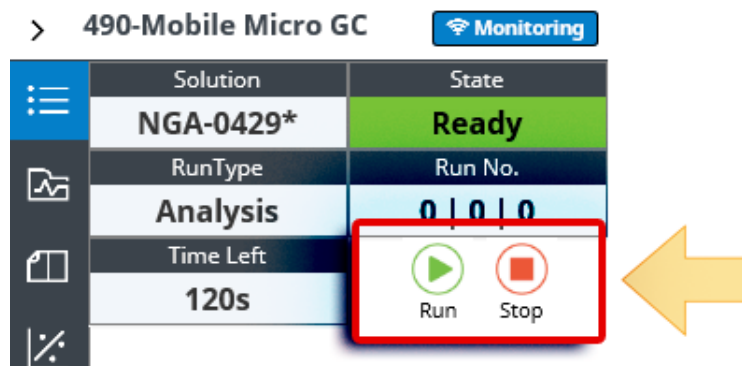 490-Mobile Micro GC Monitoring
Solution State
NGA-0429* Ready
RunType Run No.
Analysis 0 | 0 | 0
Time Left
120s
Run Stop